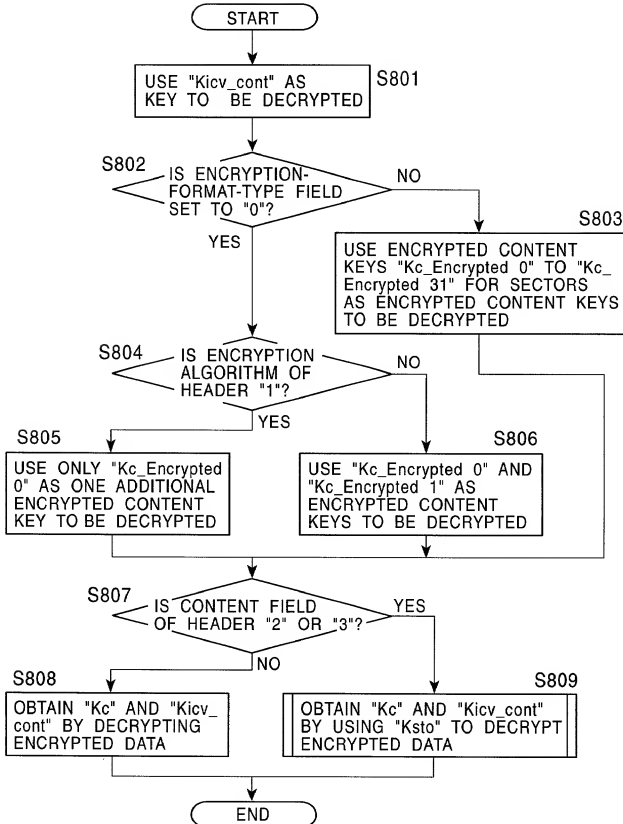 START
USE "Kicv_cont" AS
KEY TO BE DECRYPTED
S801
S802
IS ENCRYPTION-
FORMAT-TYPE FIELD
SET TO "0"?
NO
YES
S803
USE ENCRYPTED CONTENT
KEYS "Kc_Encrypted 0" TO "Kc_
Encrypted 31" FOR SECTORS
AS ENCRYPTED CONTENT KEYS
TO BE DECRYPTED
S804
IS ENCRYPTION
ALGORITHM OF
HEADER "1"?
NO
YES
S805
USE ONLY "Kc_Encrypted
0" AS ONE ADDITIONAL
ENCRYPTED CONTENT
KEY TO BE DECRYPTED
S806
USE "Kc_Encrypted 0" AND
"Kc_Encrypted 1" AS
ENCRYPTED CONTENT
KEYS TO BE DECRYPTED
S807
IS CONTENT FIELD
OF HEADER "2" OR "3"?
YES
NO
S808
OBTAIN "Kc" AND "Kicv_
cont" BY DECRYPTING
ENCRYPTED DATA
S809
OBTAIN "Kc" AND "Kicv_cont"
BY USING "Ksto" TO DECRYPT
ENCRYPTED DATA
END